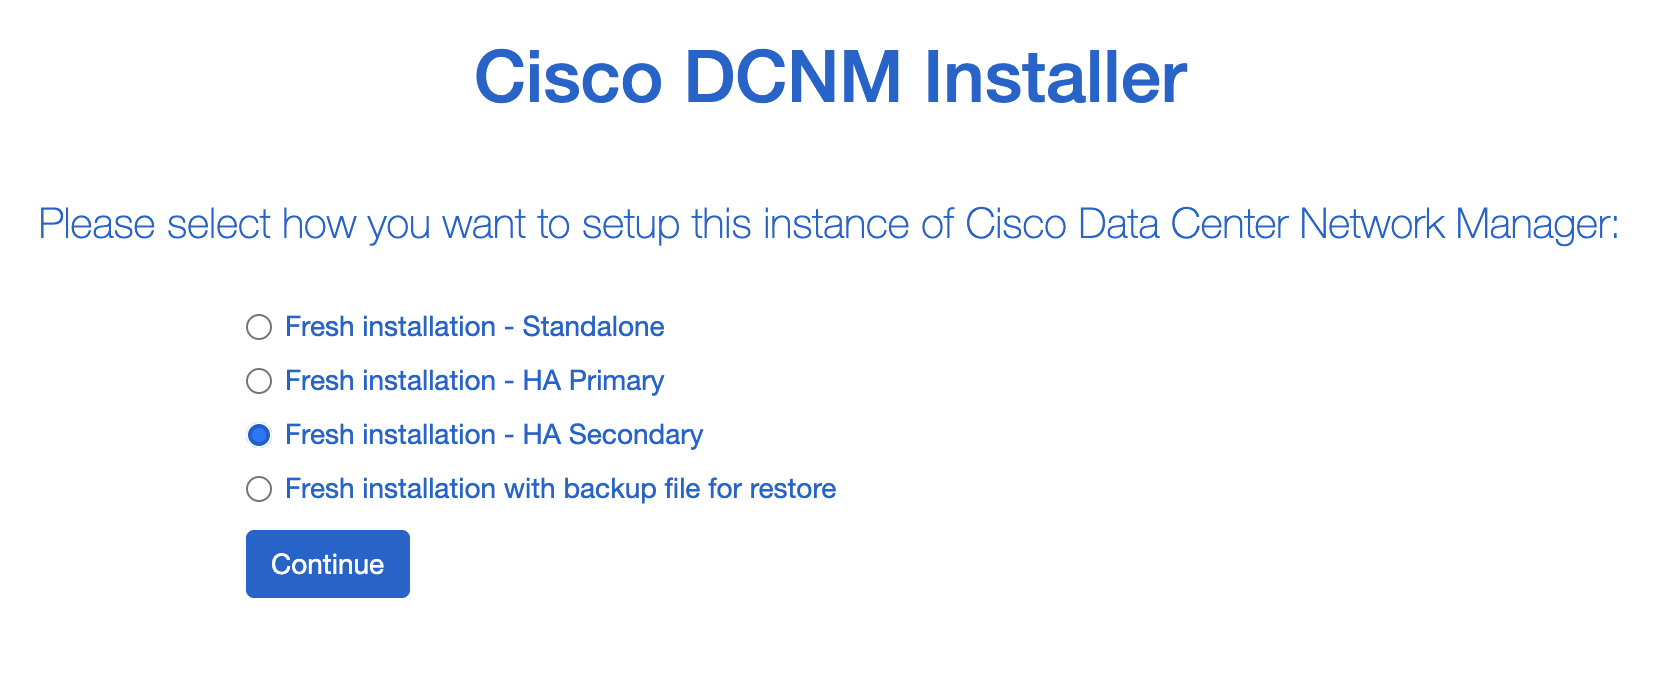 Cisco DCNM Installer
Please select how you want to setup this instance of Cisco Data Center Network Manager:
Fresh installation - Standalone
Fresh installation - HA Primary
Fresh installation - HA Secondary
Fresh installation with backup file for restore
Continue